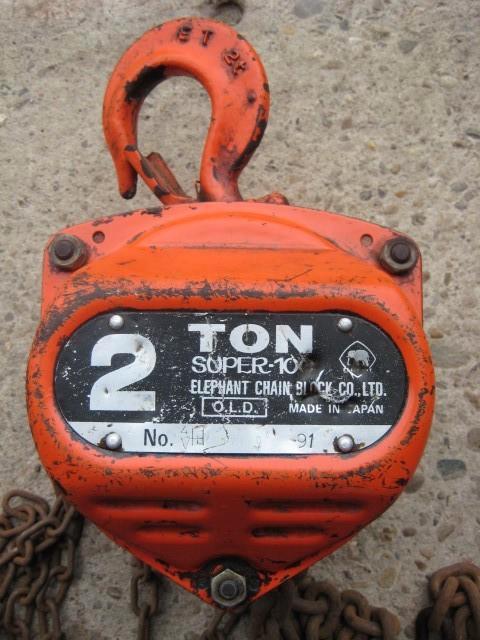 2 TON
SUPER-10
ELEPHANT CHAIN BLOCK CO., LTD.
O.L.D. MADE IN JAPAN
No. 91